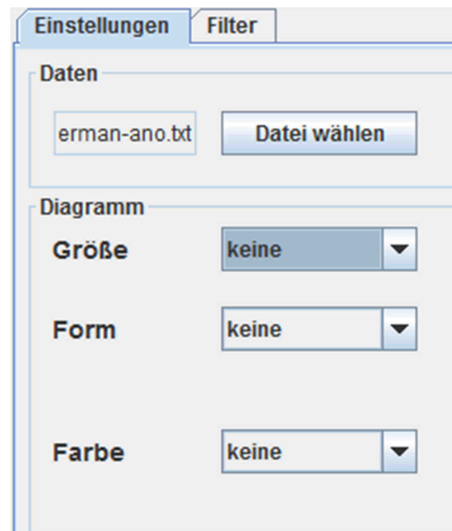 Einstellungen Filter
Daten
erman-ano.txt Datei wählen
Diagramm
Größe keine
Form keine
Farbe keine